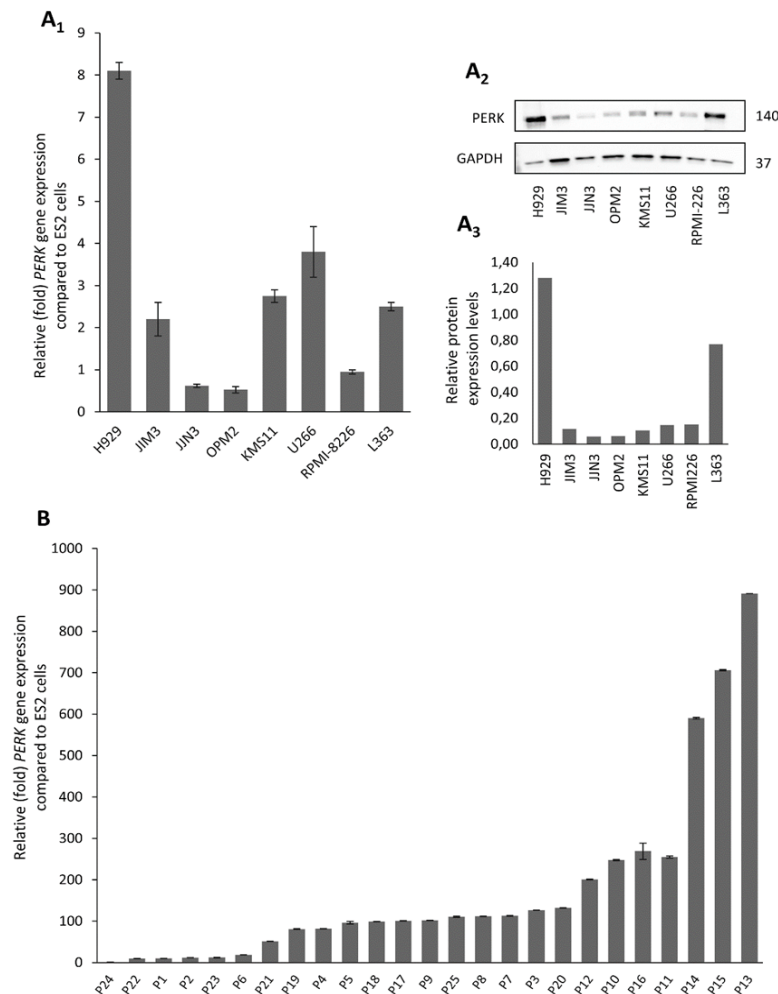 A1
Relative (fold) PERK gene expression
compared to ES2 cells
9
8
7
6
5
4
3
2
1
0
H929
JIM3
JJN3
OPM2
KMS11
U266
RPMI-8226
L363
A2
PERK
140
GAPDH
37
H929
JIM3
JJN3
OPM2
KMS11
U266
RPMI-226
L363
A3
Relative protein
expression levels
1,40
1,20
1,00
0,80
0,60
0,40
0,20
0,00
H929
JIM3
JJN3
OPM2
KMS11
U266
RPMI226
L363
B
Relative (fold) PERK gene expression
compared to ES2 cells
1000
900
800
700
600
500
400
300
200
100
0
P24
P22
P1
P2
P23
P6
P21
P19
P4
P5
P18
P17
P9
P25
P8
P7
P3
P20
P12
P10
P16
P11
P14
P15
P13